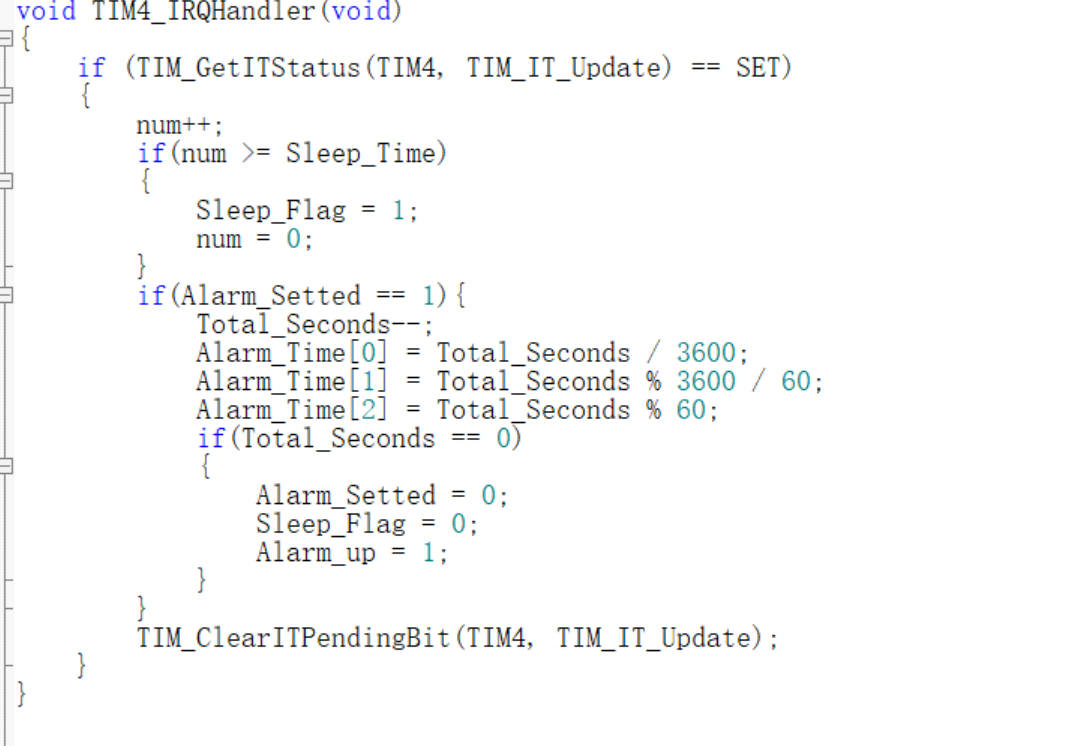 void TIM4_IRQHandler(void)
{
    if (TIM_GetITStatus(TIM4, TIM_IT_Update) == SET)
    {
        num++;
        if(num >= Sleep_Time)
        {
            Sleep_Flag = 1;
            num = 0;
        }
        if(Alarm_Setted == 1){
            Total_Seconds--;
            Alarm_Time[0] = Total_Seconds / 3600;
            Alarm_Time[1] = Total_Seconds % 3600 / 60;
            Alarm_Time[2] = Total_Seconds % 60;
            if(Total_Seconds == 0)
            {
                Alarm_Setted = 0;
                Sleep_Flag = 0;
                Alarm_up = 1;
            }
        }
        TIM_ClearITPendingBit(TIM4, TIM_IT_Update);
    }
}